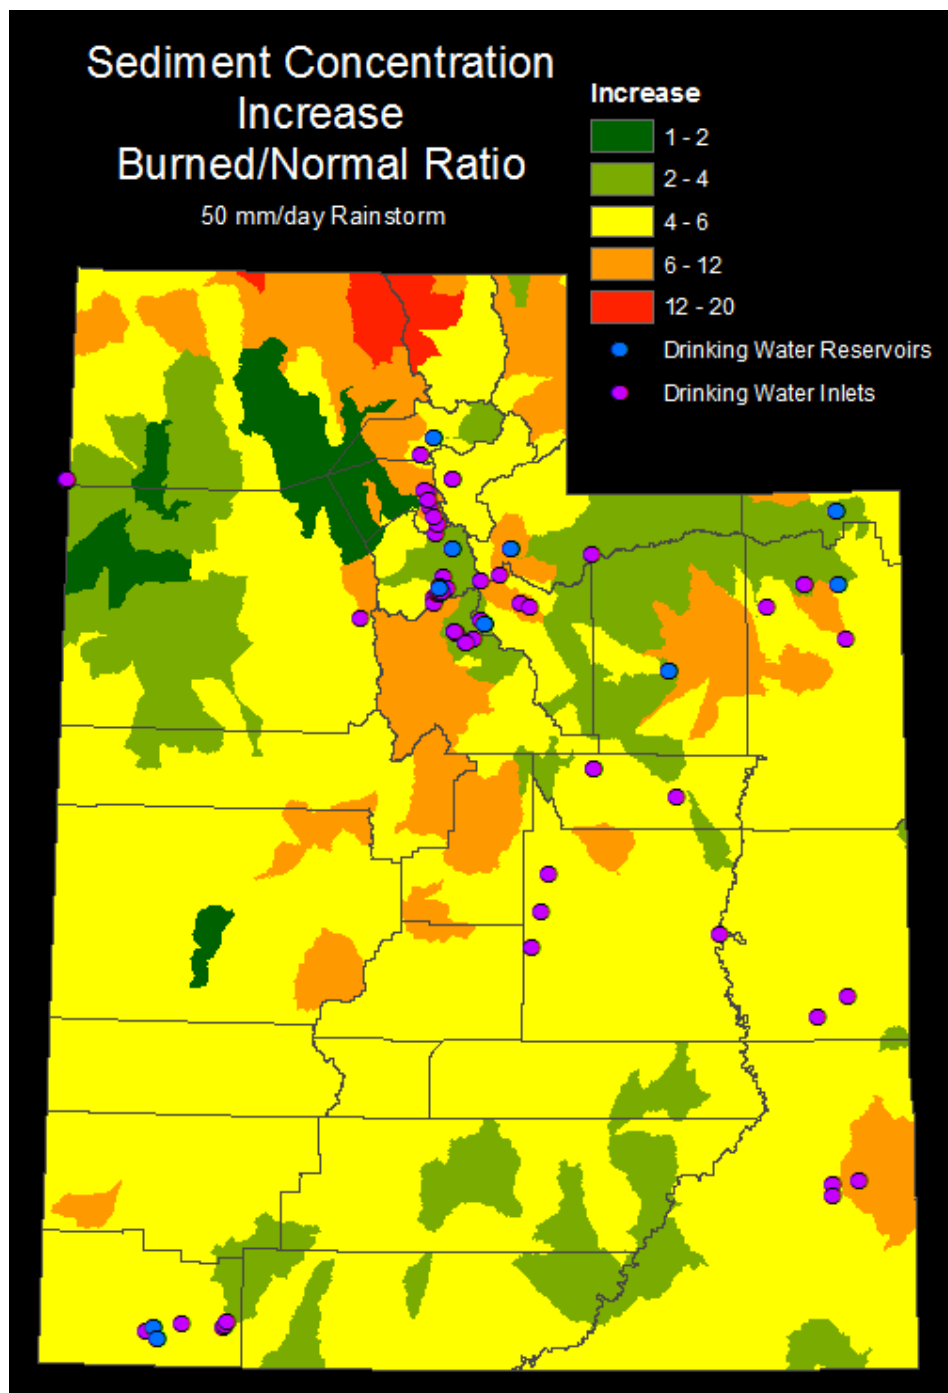 Sediment Concentration
Increase
Burned/Normal Ratio
50 mm/day Rainstorm
Increase
1 - 2
2 - 4
4 - 6
6 - 12
12 - 20
Drinking Water Reservoirs
Drinking Water Inlets